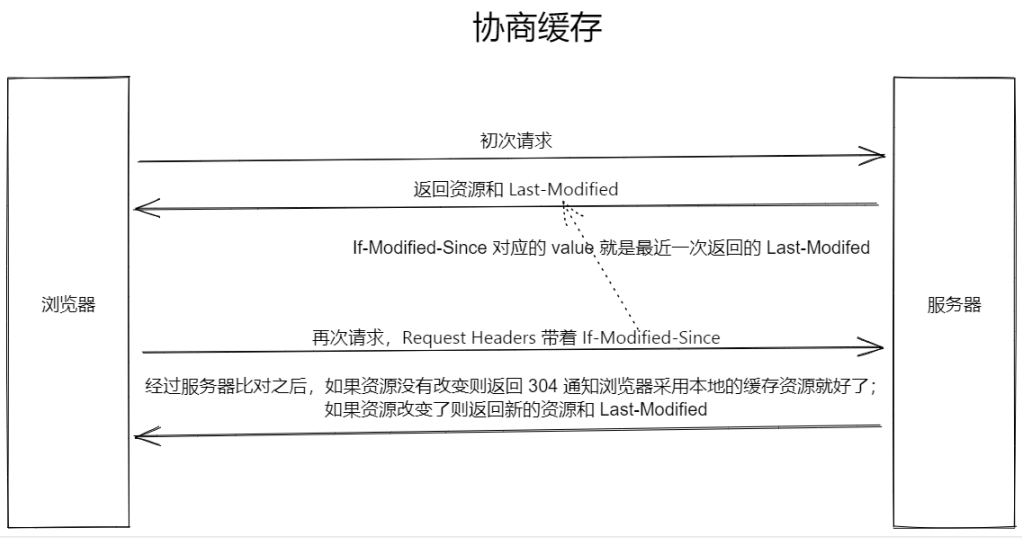 协商缓存
初次请求
返回资源和 Last-Modified
If-Modified-Since 对应的 value 就是最近一次返回的 Last-Modifed
浏览器
服务器
再次请求，Request Headers 带着 If-Modified-Since
经过服务器比对之后，如果资源没有改变则返回 304 通知浏览器采用本地的缓存资源就好了；
如果资源改变了则返回新的资源和 Last-Modified